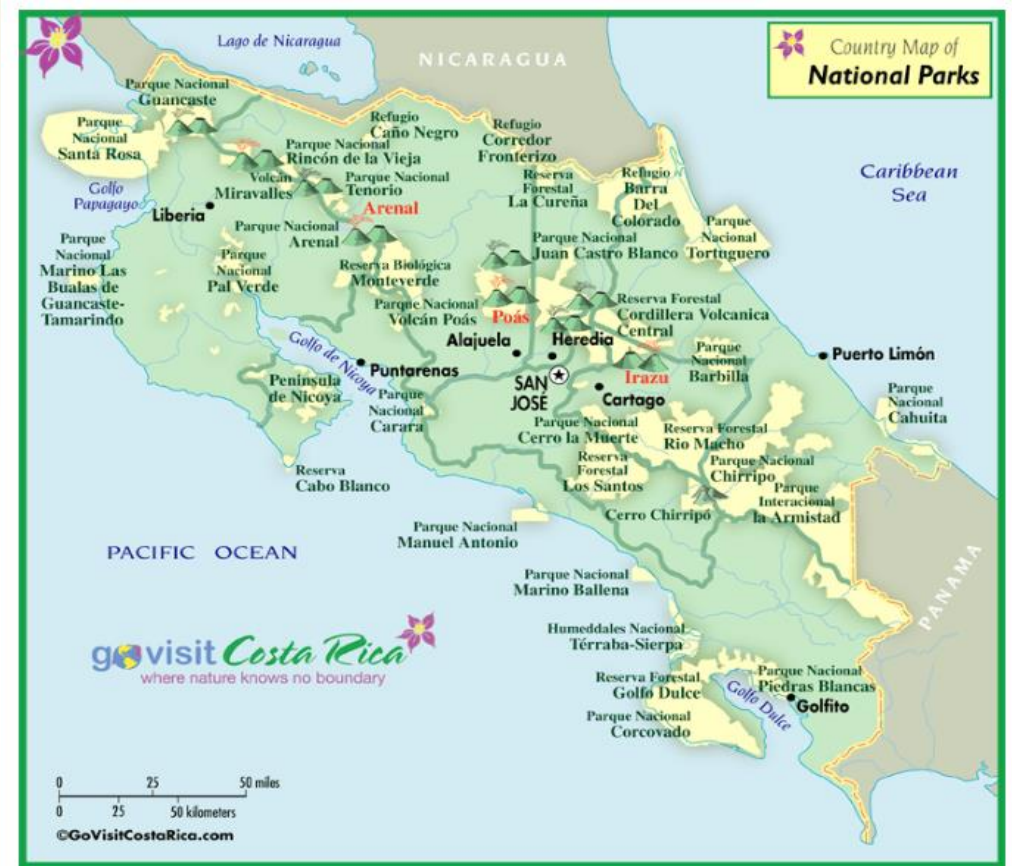 Country Map of
National Parks
Lago de Nicaragua
NICARAGUA
Parque Nacional
Guancaste
Parque
Nacional
Santa Rosa
Refugio
Caño Negro
Refugio
Corredor
Fronterizo
Parque Nacional
Rincón de la Vieja
Volcán
Miravalles
Parque Nacional
Tenorio
Reserva
Forestal
La Cureña
Refugio
Barra
Del
Colorado
Caribbean
Sea
Golfo
Papagayo
Liberia
Arenal
Parque Nacional
Arenal
Parque
Nacional
Tortuguero
Parque
Nacional
Marino Las
Bualas de
Guancaste-
Tamarindo
Parque
Nacional
Pal Verde
Reserva Biológica
Monteverde
Parque Nacional
Juan Castro Blanco
Parque Nacional
Volcán Poás
Poás
Reserva Forestal
Cordillera Volcanica
Central
Alajuela
Heredia
Golfo de Nicoya
Puntarenas
SAN
JOSÉ
Irazu
Cartago
Parque
Nacional
Barbilla
Puerto Limón
Peninsula
de Nicoya
Parque
Nacional
Carara
Parque
Nacional
Cahuita
Parque Nacional
Cerro la Muerte
Reserva Forestal
Rio Macho
Reserva
Forestal
Los Santos
Parque Nacional
Chirripo
Reserva
Cabo Blanco
Parque
Interacional
la Armistad
Cerro Chirripó
Parque Nacional
Manuel Antonio
PACIFIC OCEAN
PANAMA
Parque Nacional
Marino Ballena
Humeddales Nacional
Térraba-Sierpa
govisit Costa Rica
where nature knows no boundary
Reserva Forestal
Golfo Dulce
Parque Nacional
Piedras Blancas
Golfo Dulce
Golfito
Parque Nacional
Corcovado
0 25 50 miles
0 25 50 kilometers
©GoVisitCostaRica.com